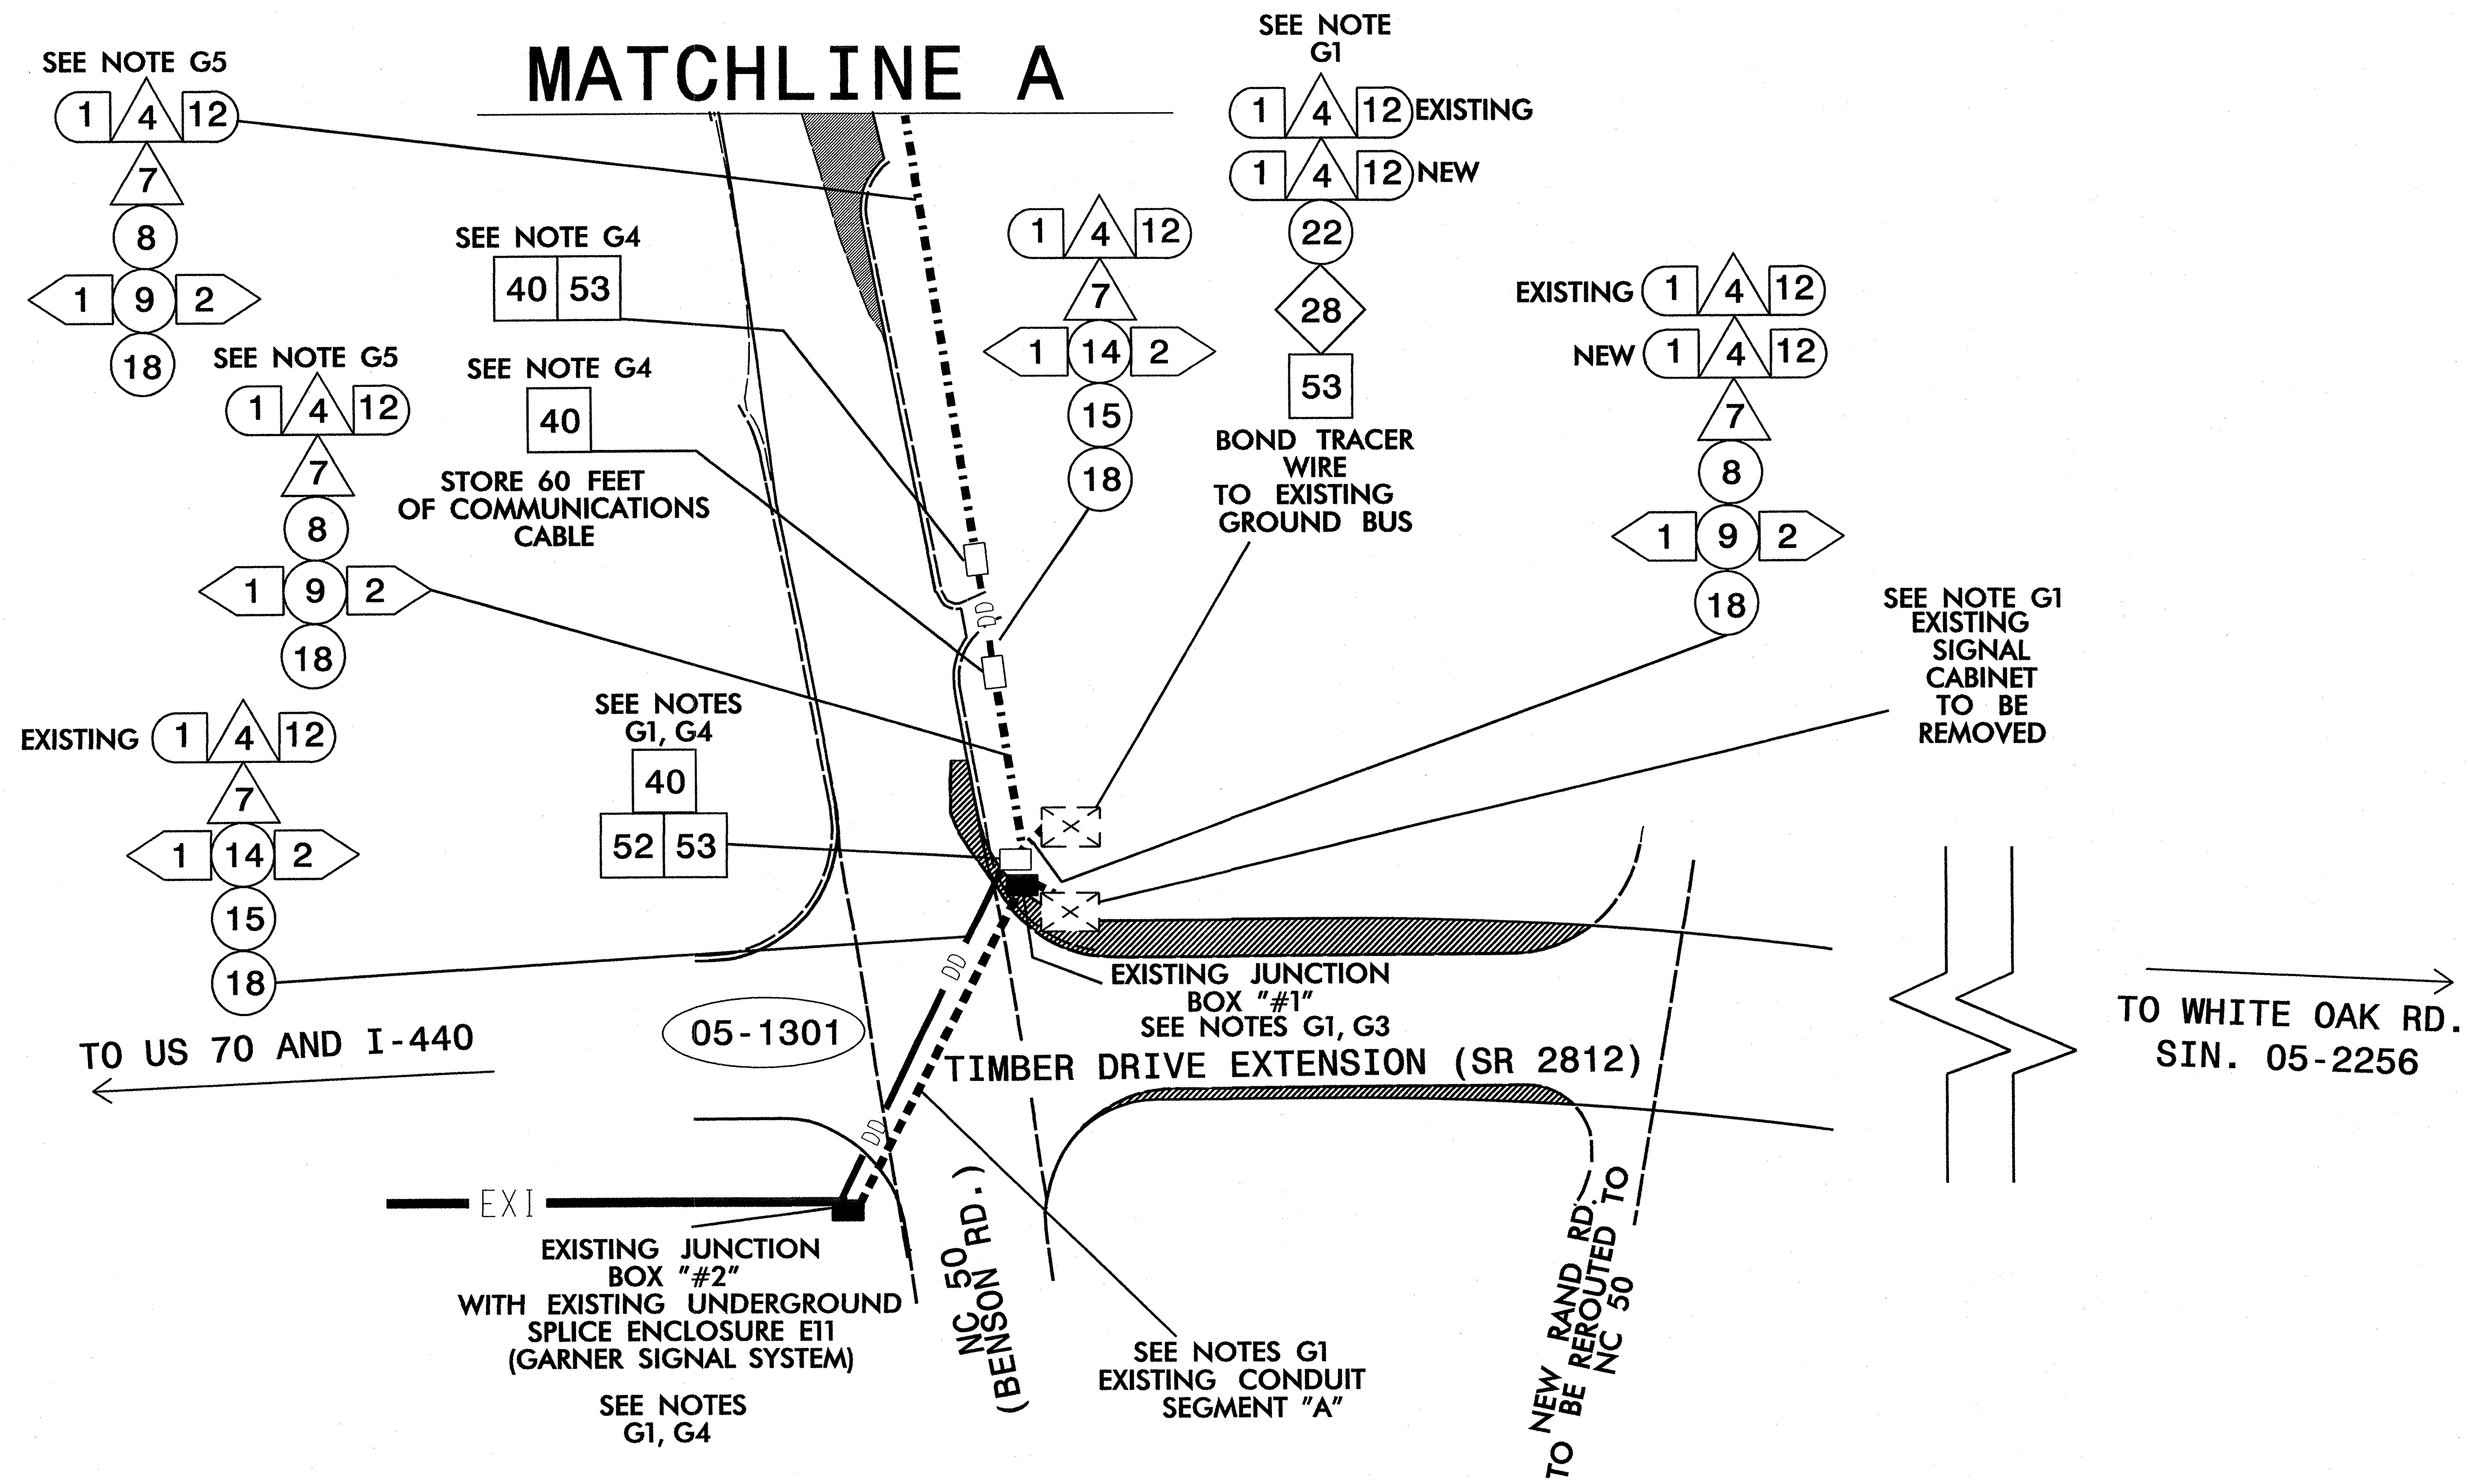 MATCHLINE A
SEE NOTE G5
1 4 12
7
8
1 9 2
18
SEE NOTE G5
1 4 12
7
8
1 9 2
18
EXISTING 1 4 12
7
1 14 2
15
18
SEE NOTE G4
40 53
SEE NOTE G4
40
STORE 60 FEET
OF COMMUNICATIONS
CABLE
SEE NOTES
G1, G4
40
52 53
1 4 12
7
1 14 2
15
18
SEE NOTE
G1
1 4 12 EXISTING
1 4 12 NEW
22
28
53
BOND TRACER
WIRE
TO EXISTING
GROUND BUS
EXISTING 1 4 12
NEW 1 4 12
7
8
1 9 2
18
SEE NOTE G1
EXISTING
SIGNAL
CABINET
TO BE
REMOVED
DD
X
X
DD
DD
EXISTING JUNCTION
BOX "#1"
SEE NOTES G1, G3
05-1301
TO US 70 AND I-440
TIMBER DRIVE EXTENSION (SR 2812)
TO WHITE OAK RD.
SIN. 05-2256
EXI
EXISTING JUNCTION
BOX "#2"
WITH EXISTING UNDERGROUND
SPLICE ENCLOSURE E11
(GARNER SIGNAL SYSTEM)
SEE NOTES
G1, G4
NC 50
(BENSON RD.)
SEE NOTES G1
EXISTING CONDUIT
SEGMENT "A"
TO NEW RAND RD.
BE REROUTED TO
NC 50